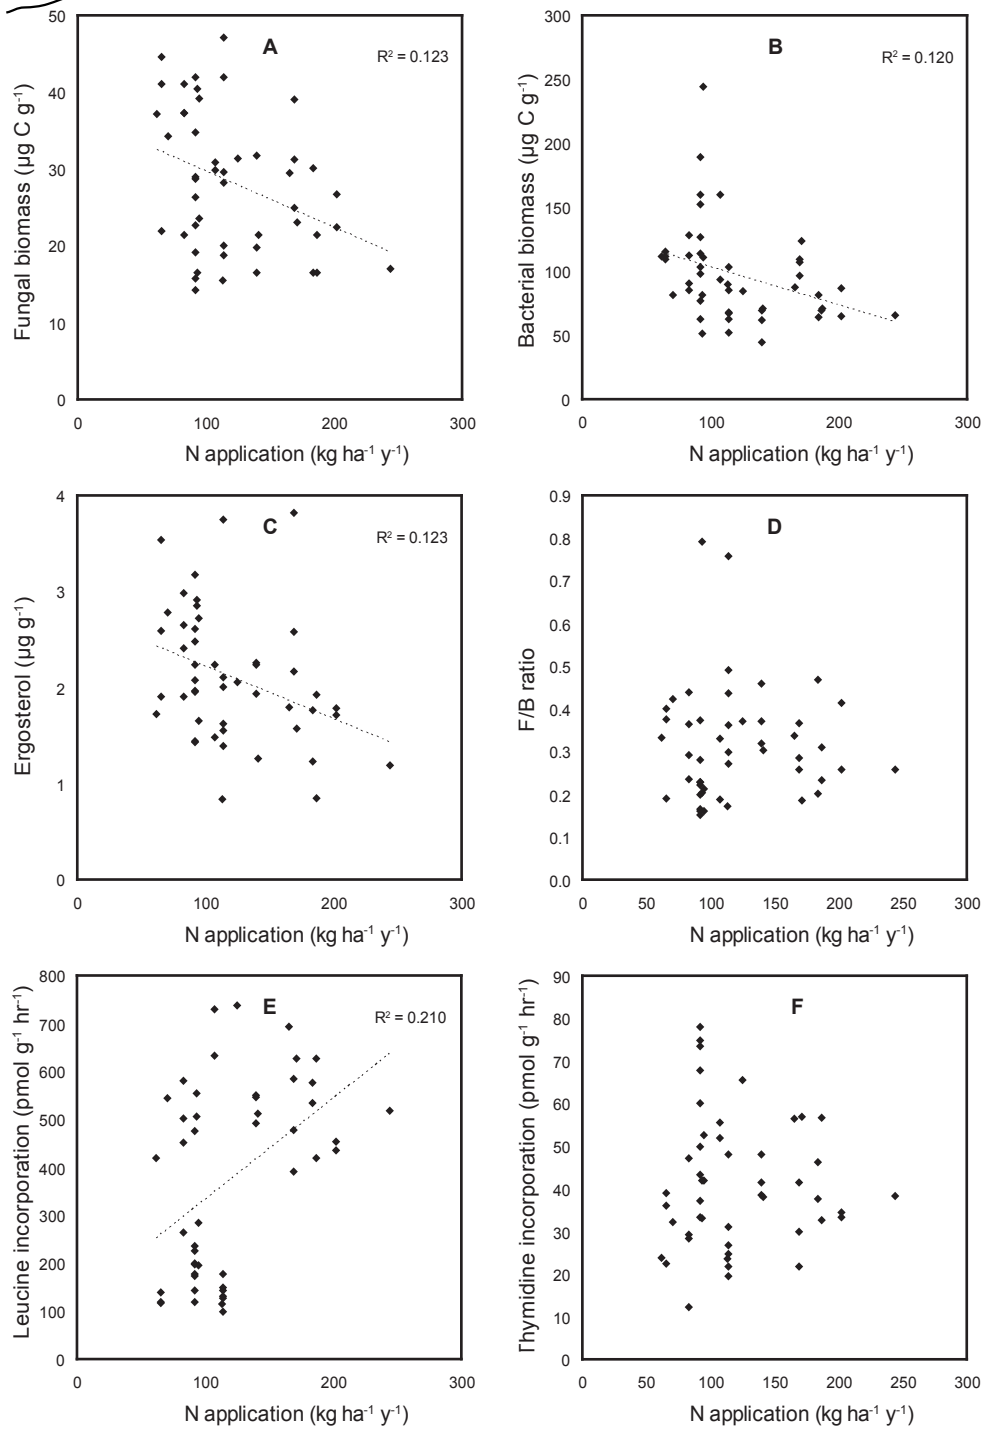 A
R² = 0.123
Fungal biomass (µg C g⁻¹)
50
40
30
20
10
0
0 100 200 300
N application (kg ha⁻¹ y⁻¹)
B
R² = 0.120
Bacterial biomass (µg C g⁻¹)
300
250
200
150
100
50
0
0 100 200 300
N application (kg ha⁻¹ y⁻¹)
C
R² = 0.123
Ergosterol (µg g⁻¹)
4
3
2
1
0
0 100 200 300
N application (kg ha⁻¹ y⁻¹)
D
F/B ratio
0.9
0.8
0.7
0.6
0.5
0.4
0.3
0.2
0.1
0.0
0 50 100 150 200 250 300
N application (kg ha⁻¹ y⁻¹)
E
R² = 0.210
Leucine incorporation (pmol g⁻¹ hr⁻¹)
800
700
600
500
400
300
200
100
0
0 100 200 300
N application (kg ha⁻¹ y⁻¹)
F
Thymidine incorporation (pmol g⁻¹ hr⁻¹)
90
80
70
60
50
40
30
20
10
0
0 50 100 150 200 250 300
N application (kg ha⁻¹ y⁻¹)